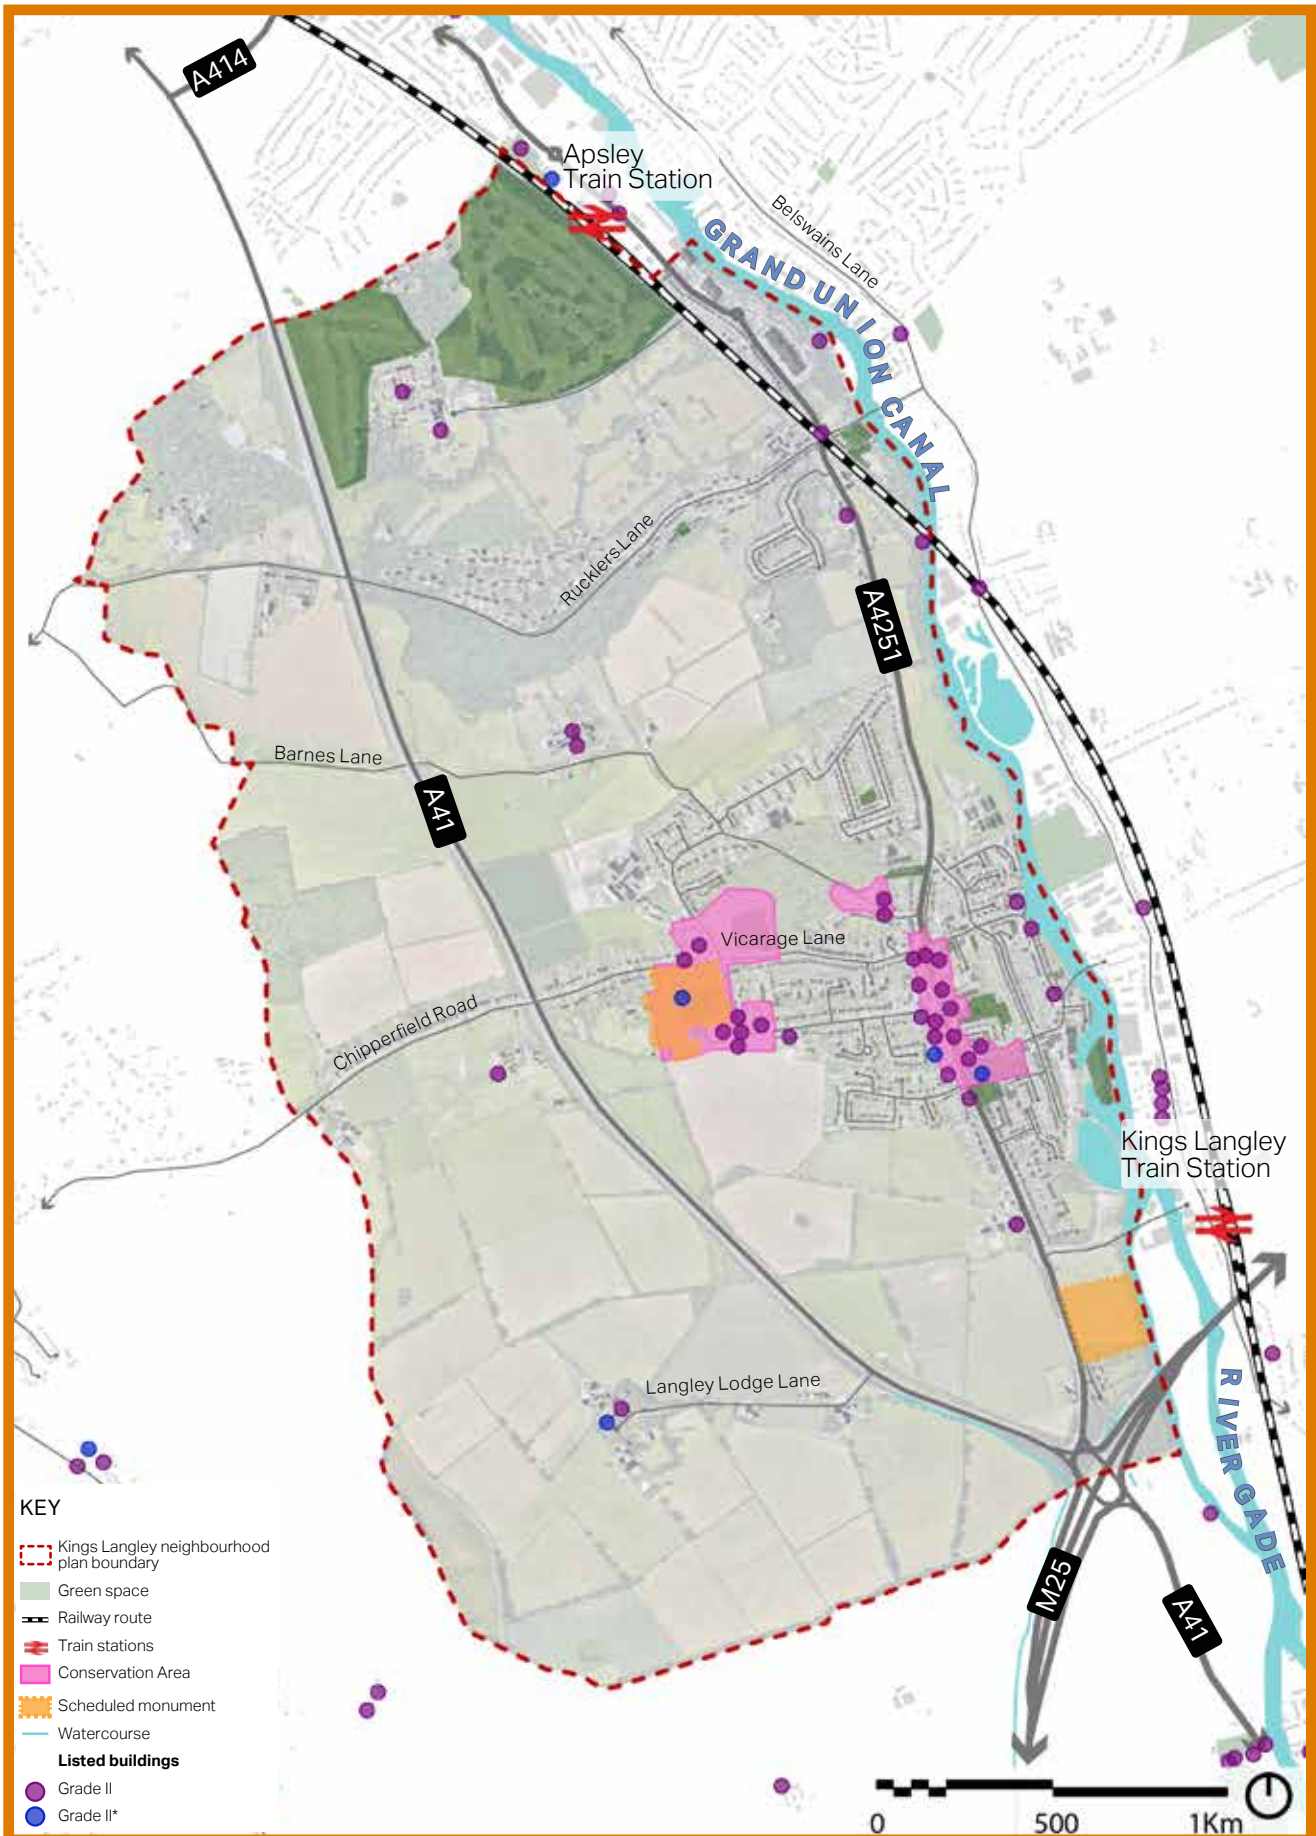 A414
Apsley
Train Station
Belswains Lane
GRAND UNION CANAL
Rucklers Lane
A4251
Barnes Lane
A41
Vicarage Lane
Chipperfield Road
Kings Langley
Train Station
Langley Lodge Lane
RIVER GADE
M25
A41
KEY
Kings Langley neighbourhood
plan boundary
Green space
Railway route
Train stations
Conservation Area
Scheduled monument
Watercourse
Listed buildings
Grade II
Grade II*
0 500 1Km